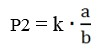 P2 = k · a/b